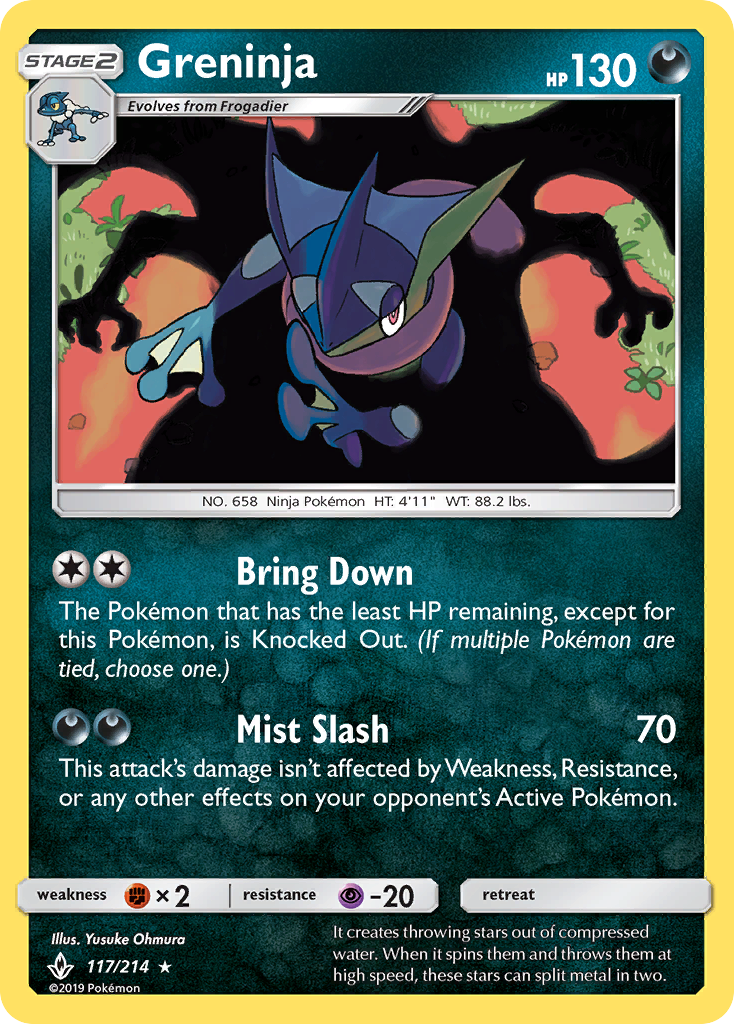 STAGE 2
Greninja
HP 130
Evolves from Frogadier
NO. 658 Ninja Pokémon HT: 4'11" WT: 88.2 lbs.
Bring Down
The Pokémon that has the least HP remaining, except for
this Pokémon, is Knocked Out. (If multiple Pokémon are
tied, choose one.)
Mist Slash 70
This attack's damage isn't affected by Weakness, Resistance,
or any other effects on your opponent's Active Pokémon.
weakness × 2 resistance -20 retreat
Illus. Yusuke Ohmura
117/214 ★
©2019 Pokémon
It creates throwing stars out of compressed
water. When it spins them and throws them at
high speed, these stars can split metal in two.